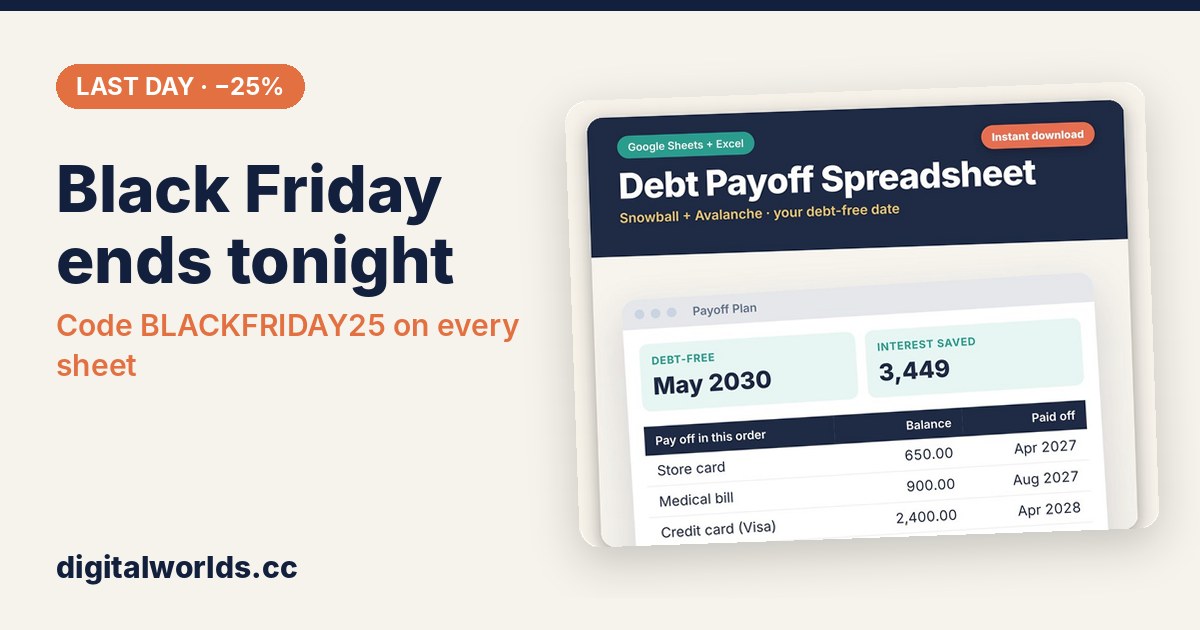 LAST DAY · −25%
Black Friday
ends tonight
Code BLACKFRIDAY25 on every
sheet
digitalworlds.cc
Google Sheets + Excel
Instant download
Debt Payoff Spreadsheet
Snowball + Avalanche · your debt-free date
Payoff Plan
DEBT-FREE
May 2030
INTEREST SAVED
3,449
Pay off in this order Balance Paid off
Store card 650.00 Apr 2027
Medical bill 900.00 Aug 2027
Credit card (Visa) 2,400.00 Apr 2028